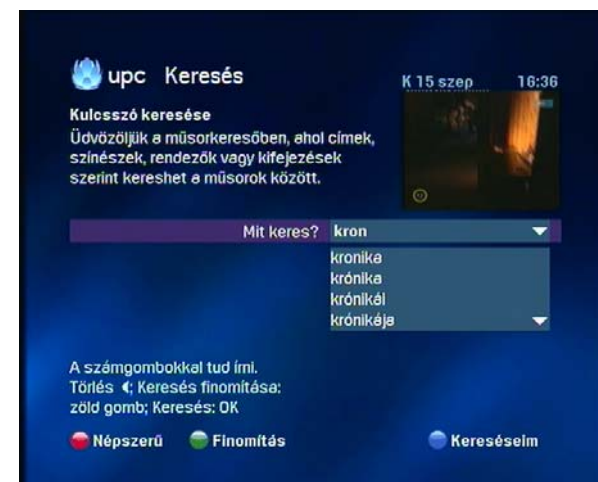 upc Keresés
K 15 szep 16:36
Kulcsszó keresése
Üdvözöljük a műsorkeresőben, ahol címek,
színészek, rendezők vagy kifejezések
szerint kereshet a műsorok között.
Mit keres? kron
kronika
krónika
krónikál
krónikája
A számgombokkal tud írni.
Törlés ; Keresés finomítása:
zöld gomb; Keresés: OK
Népszerű Finomítás Kereséseim